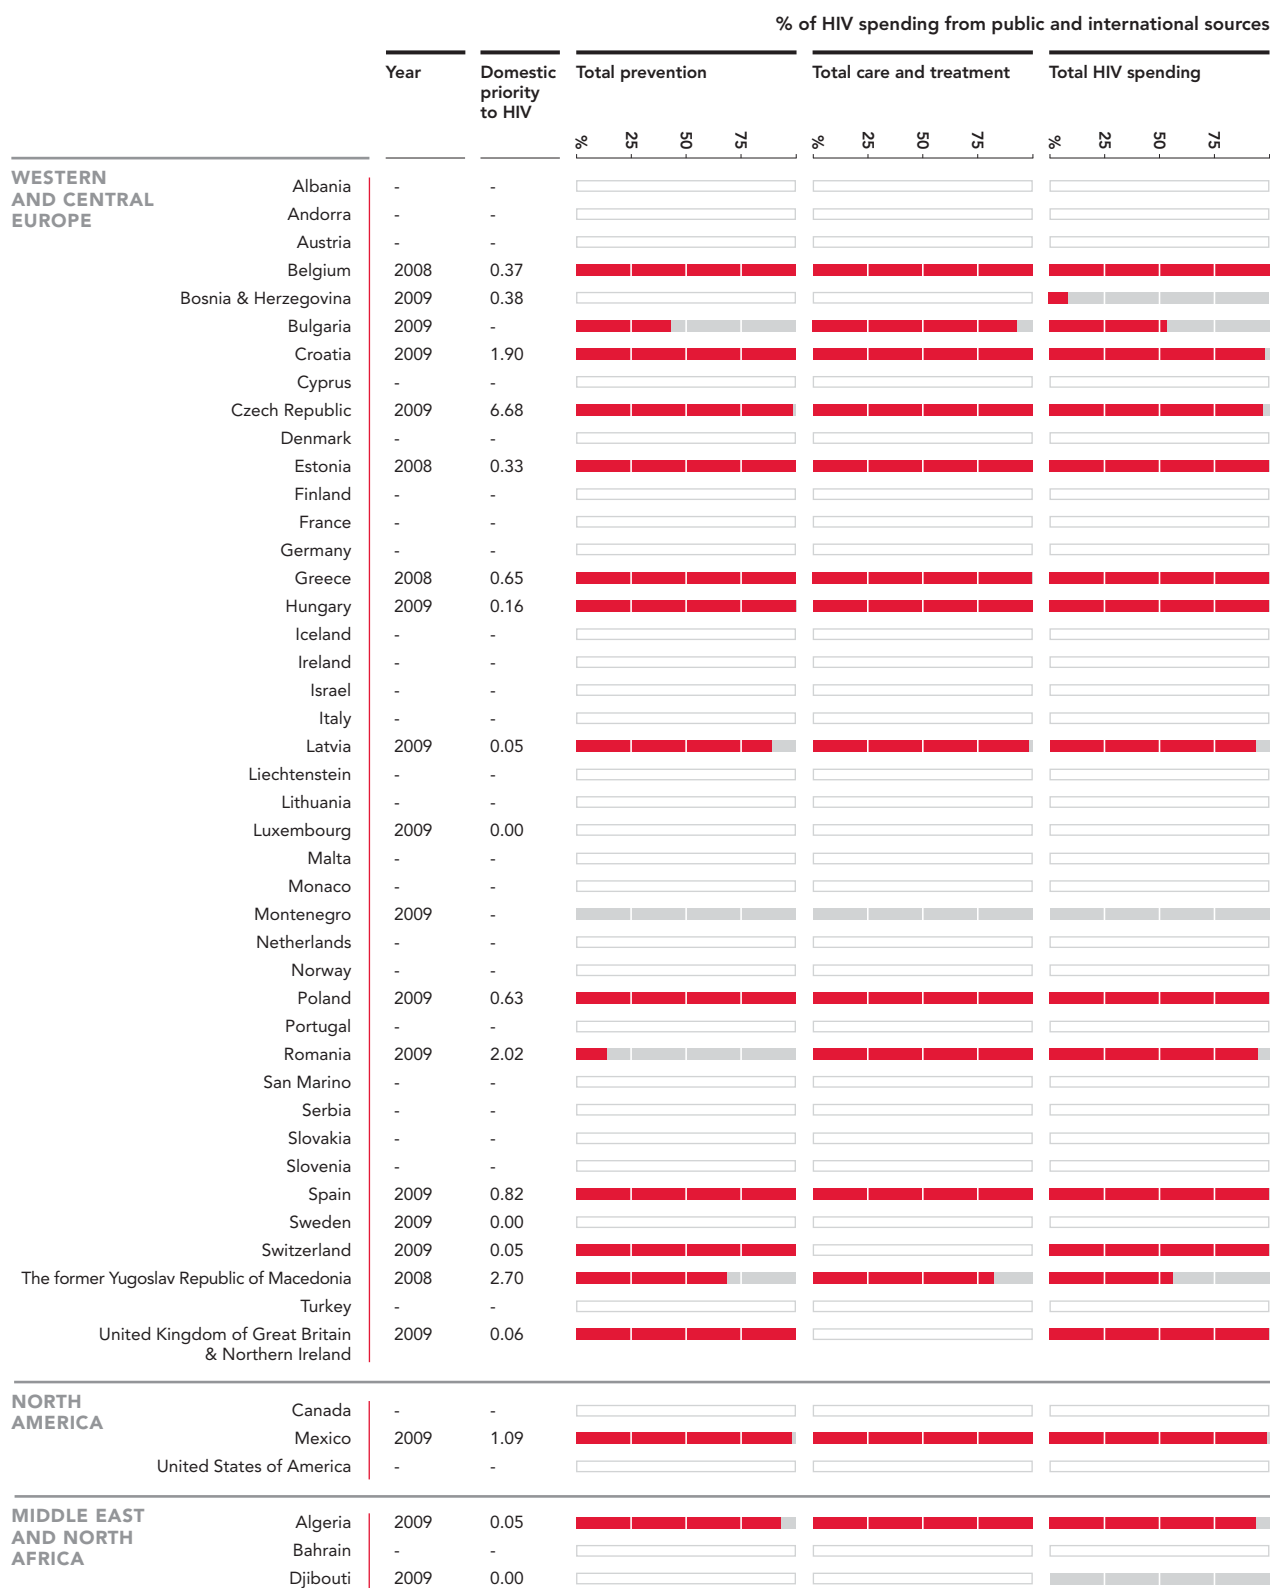 % of HIV spending from public and international sources
Year Domestic priority to HIV Total prevention Total care and treatment Total HIV spending
% 25 50 75 % 25 50 75 % 25 50 75
WESTERN
AND CENTRAL
EUROPE
Albania - -
Andorra - -
Austria - -
Belgium 2008 0.37
Bosnia & Herzegovina 2009 0.38
Bulgaria 2009 -
Croatia 2009 1.90
Cyprus - -
Czech Republic 2009 6.68
Denmark - -
Estonia 2008 0.33
Finland - -
France - -
Germany - -
Greece 2008 0.65
Hungary 2009 0.16
Iceland - -
Ireland - -
Israel - -
Italy - -
Latvia 2009 0.05
Liechtenstein - -
Lithuania - -
Luxembourg 2009 0.00
Malta - -
Monaco - -
Montenegro 2009 -
Netherlands - -
Norway - -
Poland 2009 0.63
Portugal - -
Romania 2009 2.02
San Marino - -
Serbia - -
Slovakia - -
Slovenia - -
Spain 2009 0.82
Sweden 2009 0.00
Switzerland 2009 0.05
The former Yugoslav Republic of Macedonia 2008 2.70
Turkey - -
United Kingdom of Great Britain 2009 0.06
& Northern Ireland
NORTH
AMERICA
Canada - -
Mexico 2009 1.09
United States of America - -
MIDDLE EAST
AND NORTH
AFRICA
Algeria 2009 0.05
Bahrain - -
Djibouti 2009 0.00